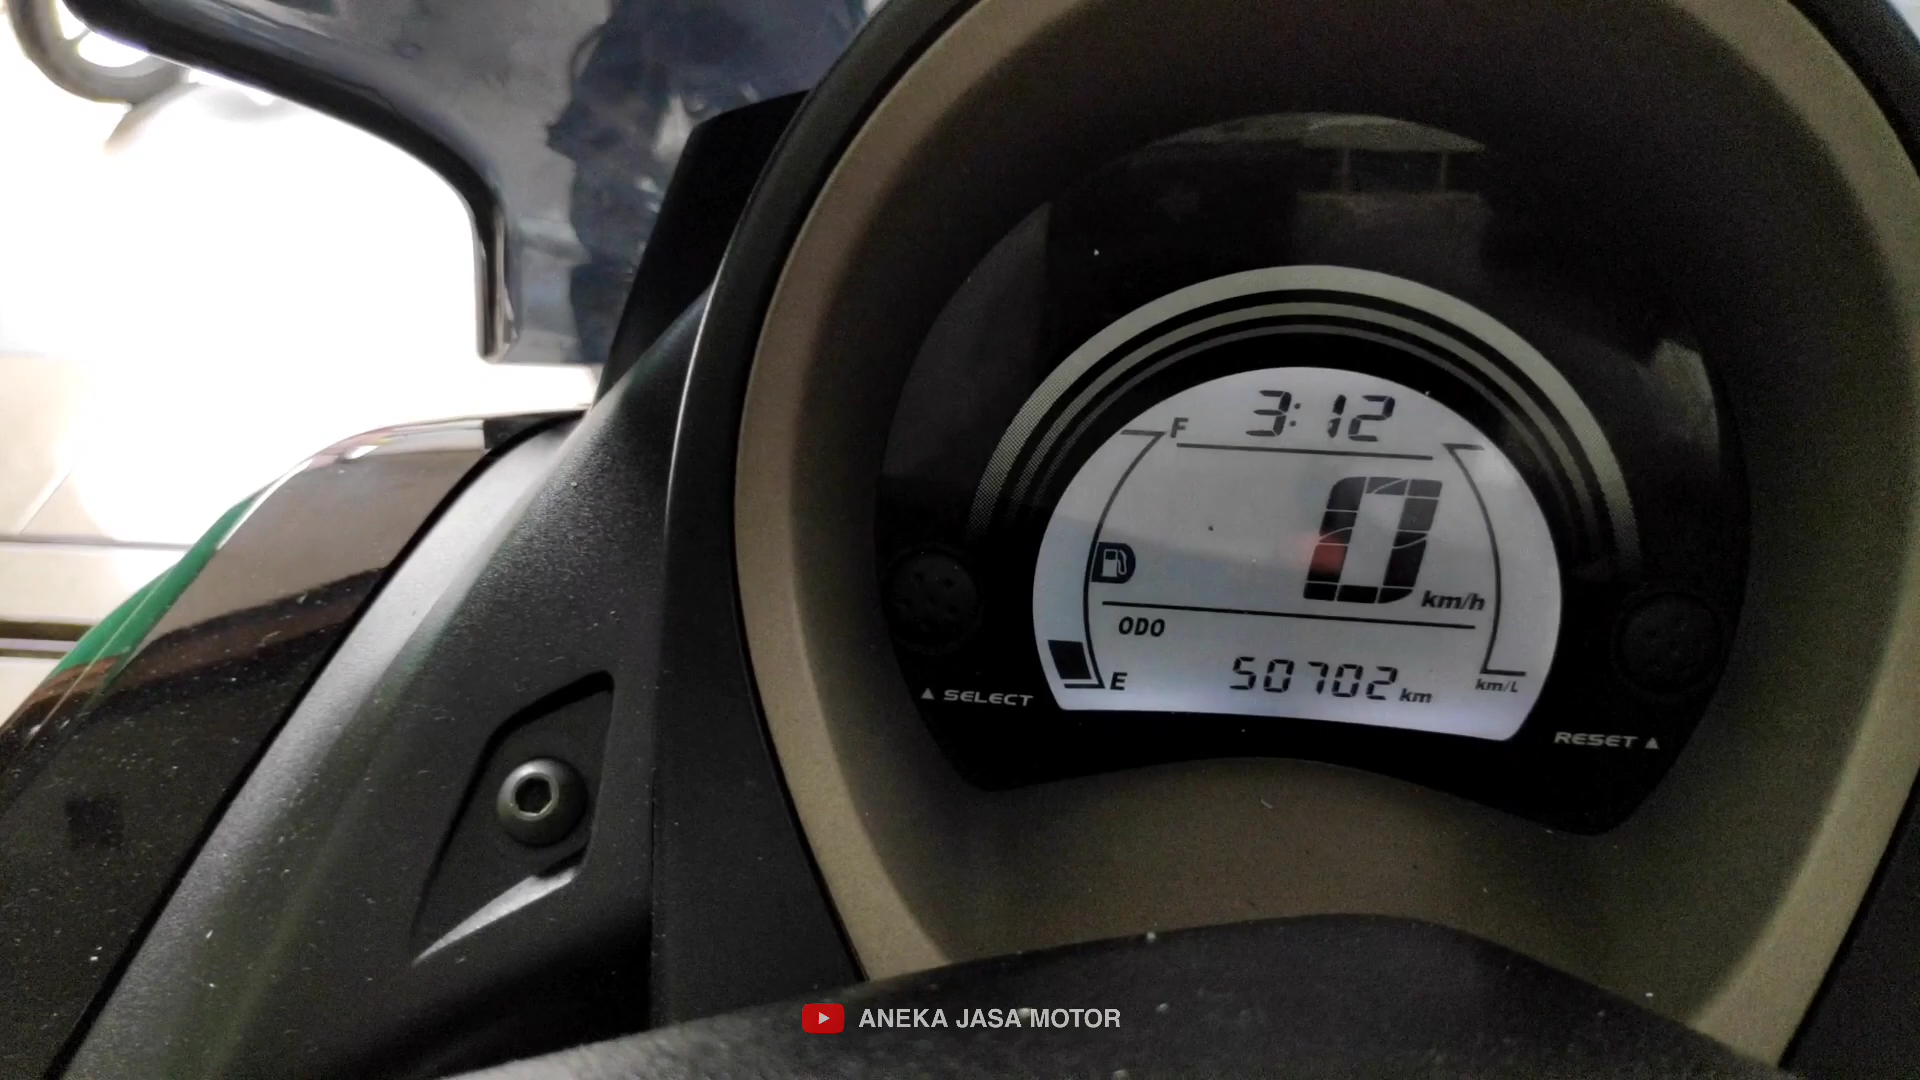 3:12
F
0 km/h
ODO
50702 km
E
km/L
▲ SELECT
RESET ▲
ANEKA JASA MOTOR